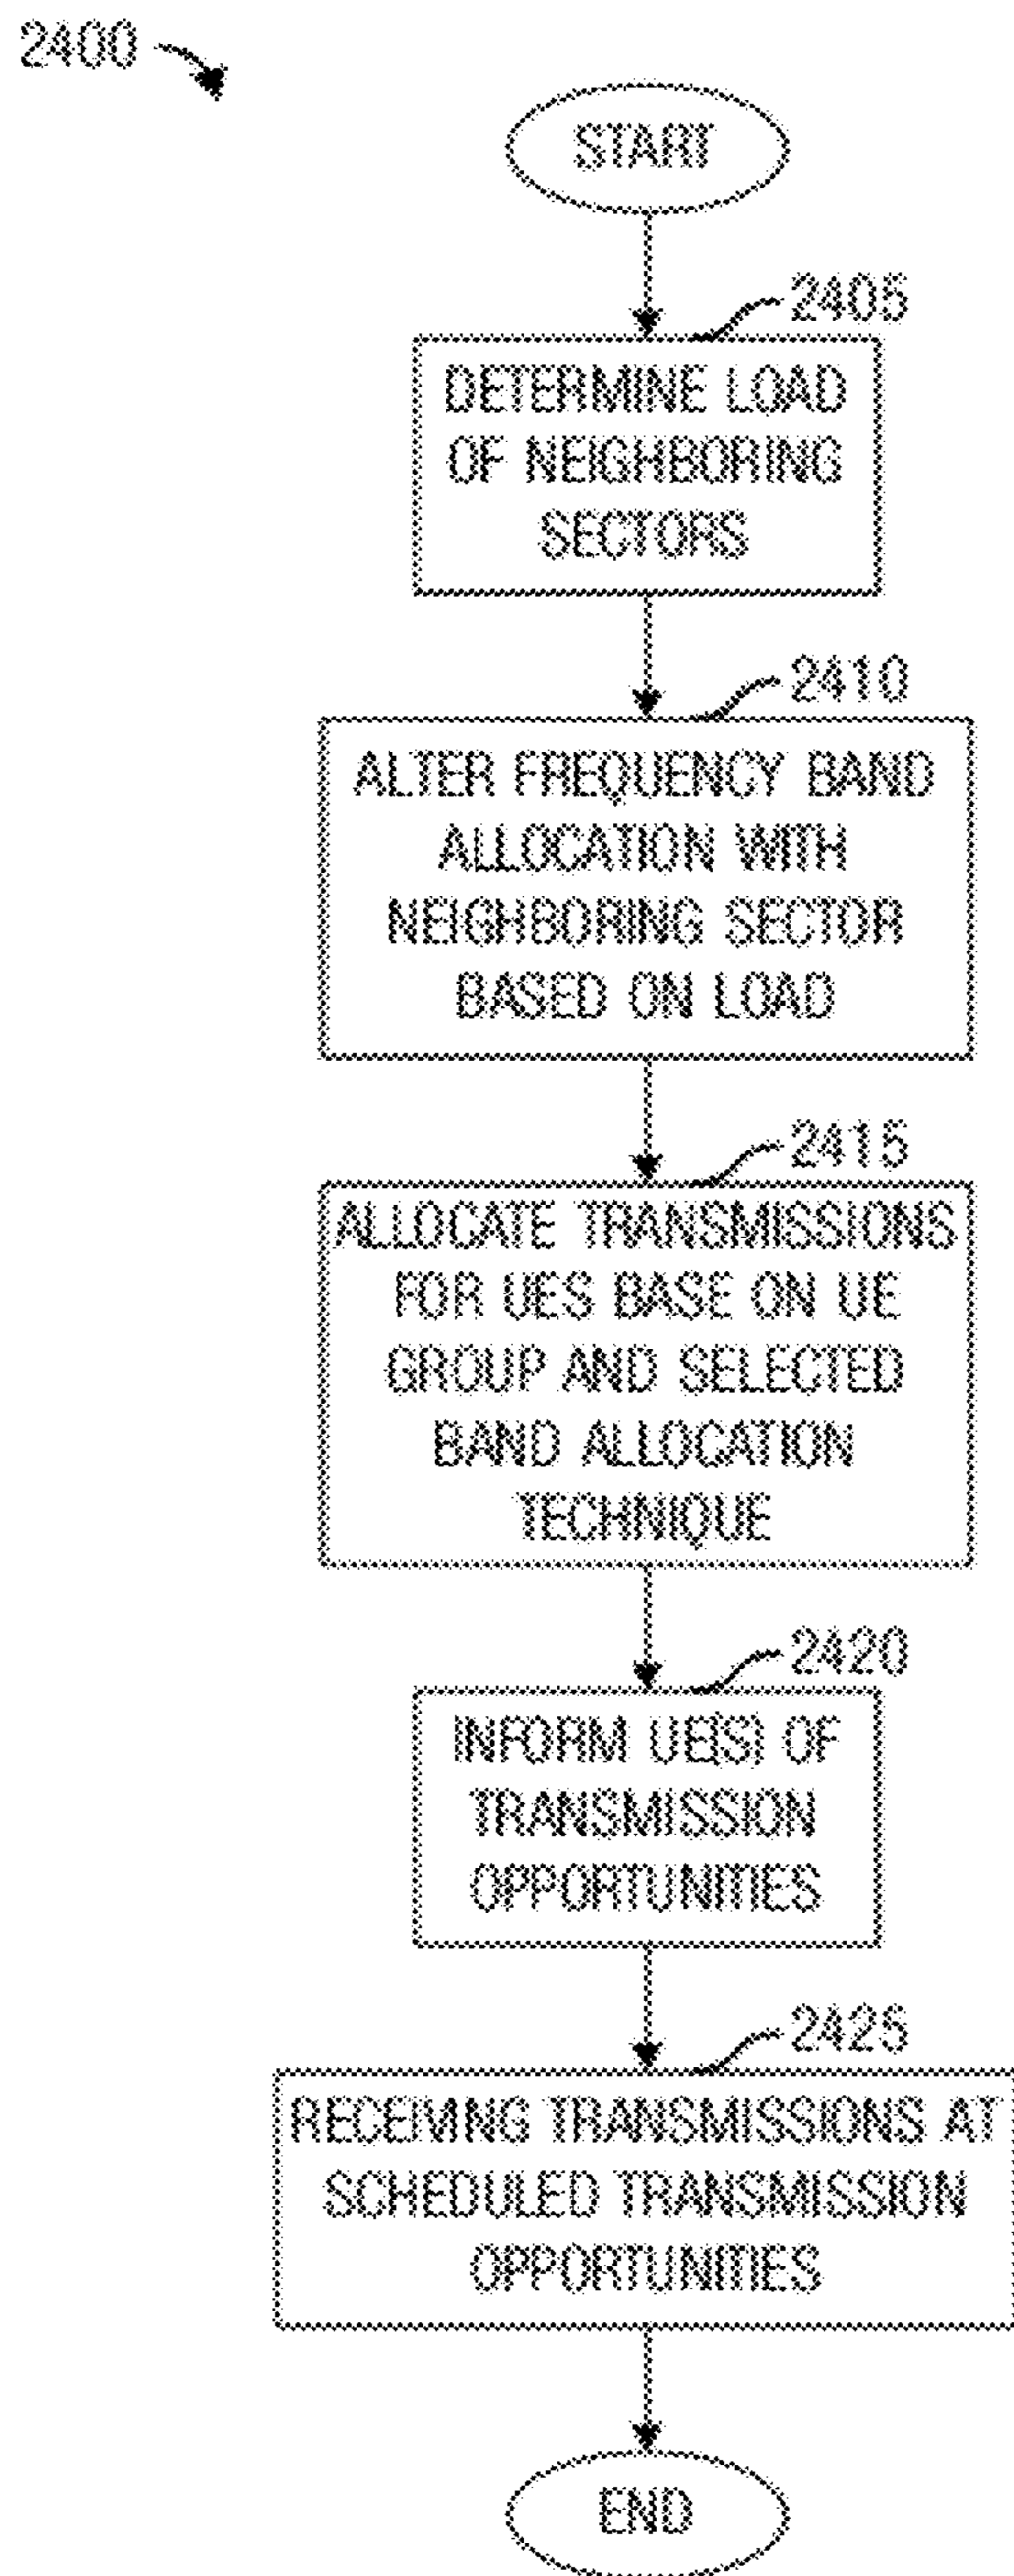 2400
START
2405
DETERMINE LOAD
OF NEIGHBORING
SECTORS
2410
ALTER FREQUENCY BAND
ALLOCATION WITH
NEIGHBORING SECTOR
BASED ON LOAD
2415
ALLOCATE TRANSMISSIONS
FOR UES BASE ON UE
GROUP AND SELECTED
BAND ALLOCATION
TECHNIQUE
2420
INFORM UE(S) OF
TRANSMISSION
OPPORTUNITIES
2425
RECEIVING TRANSMISSIONS AT
SCHEDULED TRANSMISSION
OPPORTUNITIES
END